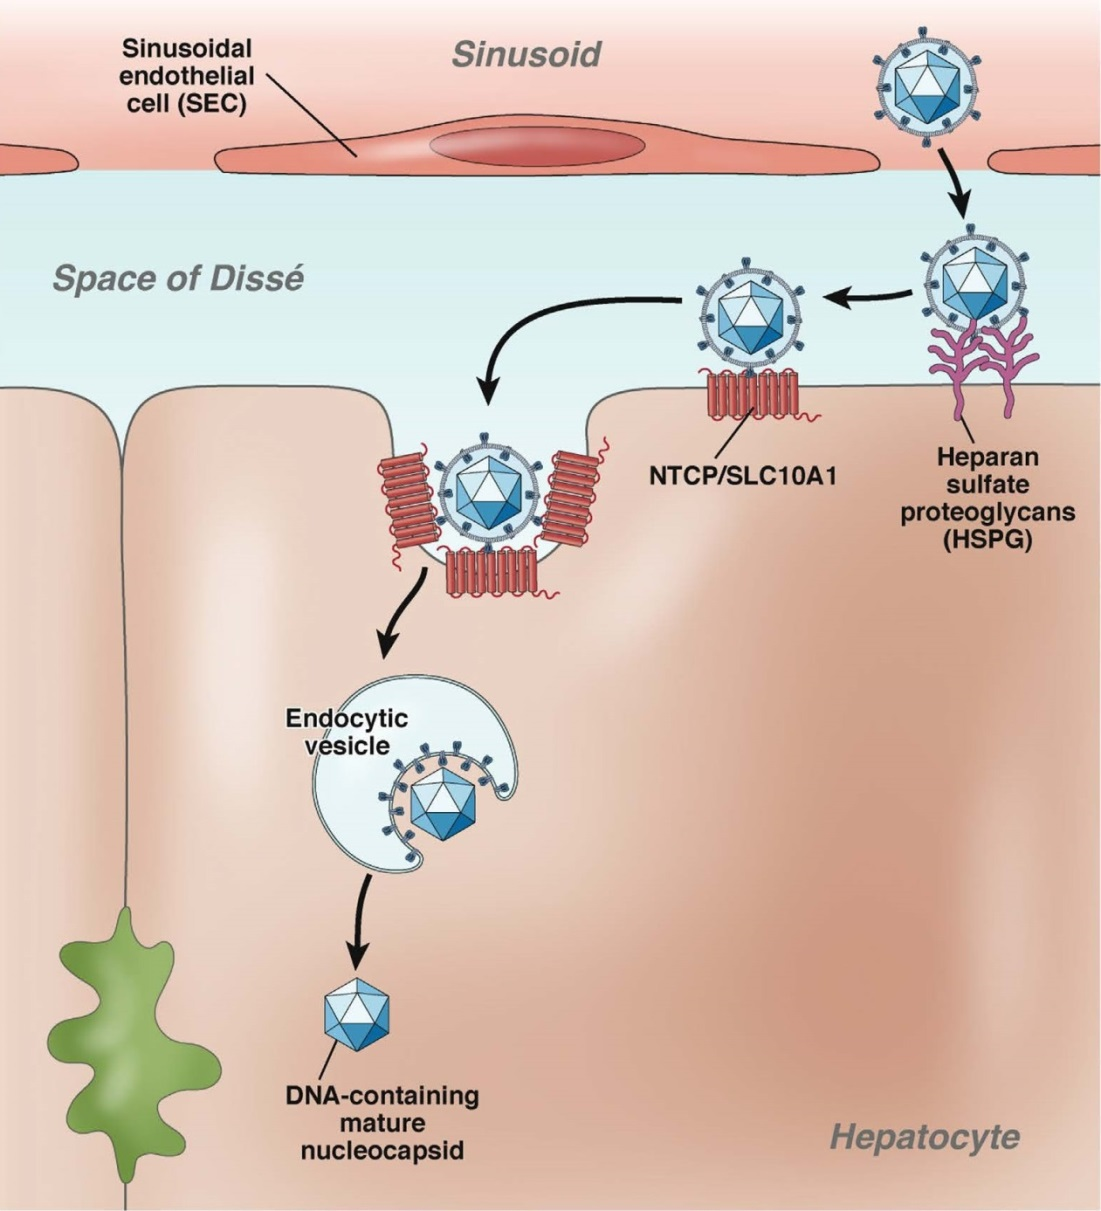 Sinusoidal
endothelial
cell (SEC)
Sinusoid
Space of Dissé
NTCP/SLC10A1
Heparan
sulfate
proteoglycans
(HSPG)
Endocytic
vesicle
DNA-containing
mature
nucleocapsid
Hepatocyte